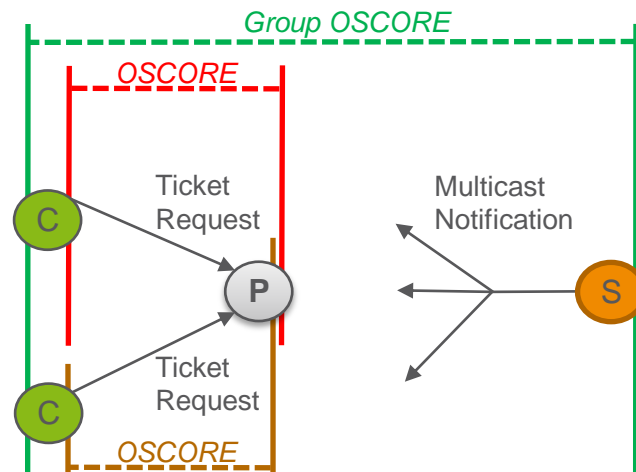 Group OSCORE
OSCORE
Ticket
Request
Multicast
Notification
C
P
S
Ticket
Request
C
OSCORE